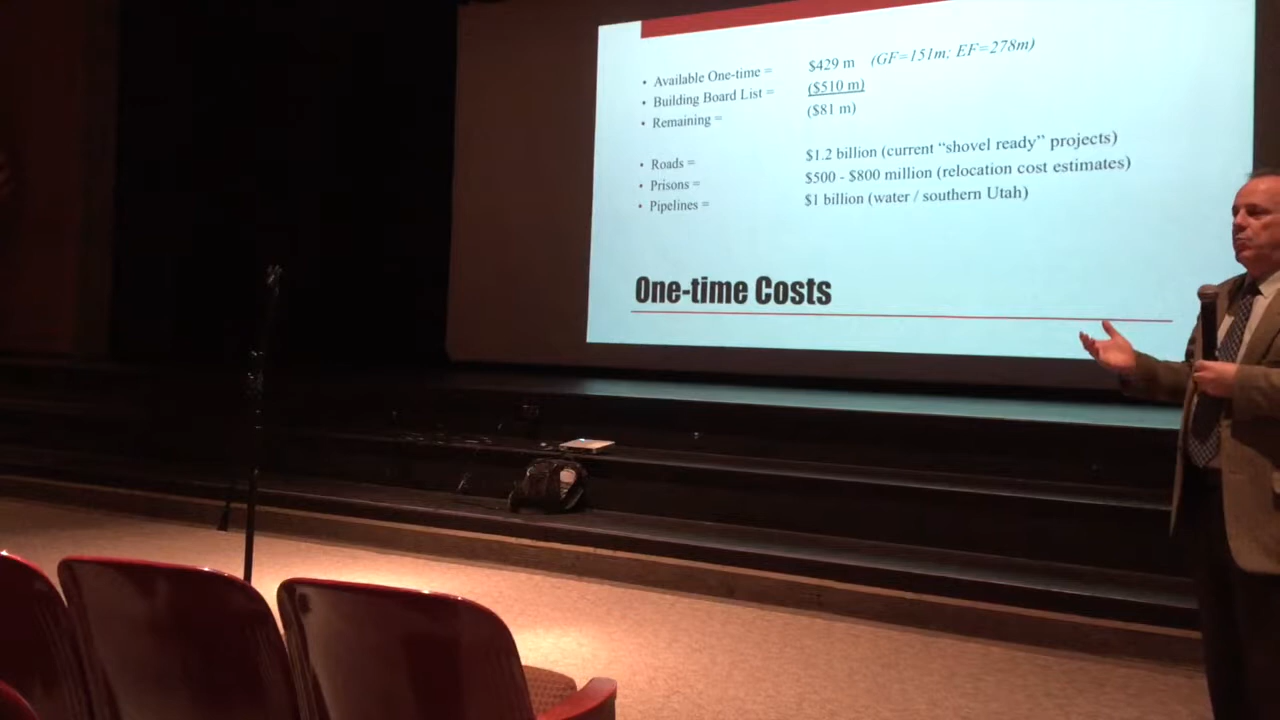 • Available One-time = $429 m (GF=151m; EF=278m)
• Building Board List = ($510 m)
• Remaining = ($81 m)
• Roads = $1.2 billion (current “shovel ready” projects)
• Prisons = $500 - $800 million (relocation cost estimates)
• Pipelines = $1 billion (water / southern Utah)
One-time Costs